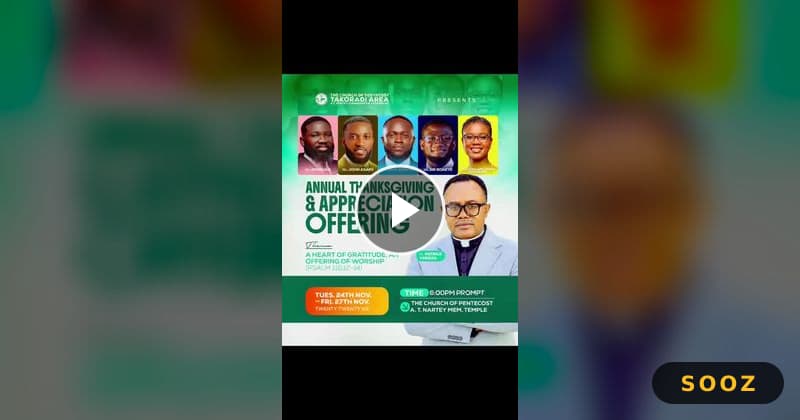 THE CHURCH OF PENTECOST
TAKORADI AREA
PRESENTS
ANNUAL THANKSGIVING
& APPRECIATION
OFFERING
Theme
A HEART OF GRATITUDE, AN
OFFERING OF WORSHIP
TUES. 24TH NOV.
- FRI. 27TH NOV.
TWENTY TWENTY
TIME 6:00PM PROMPT
THE CHURCH OF PENTECOST
A. T. NARTEY MEM. TEMPLE
SOOZ